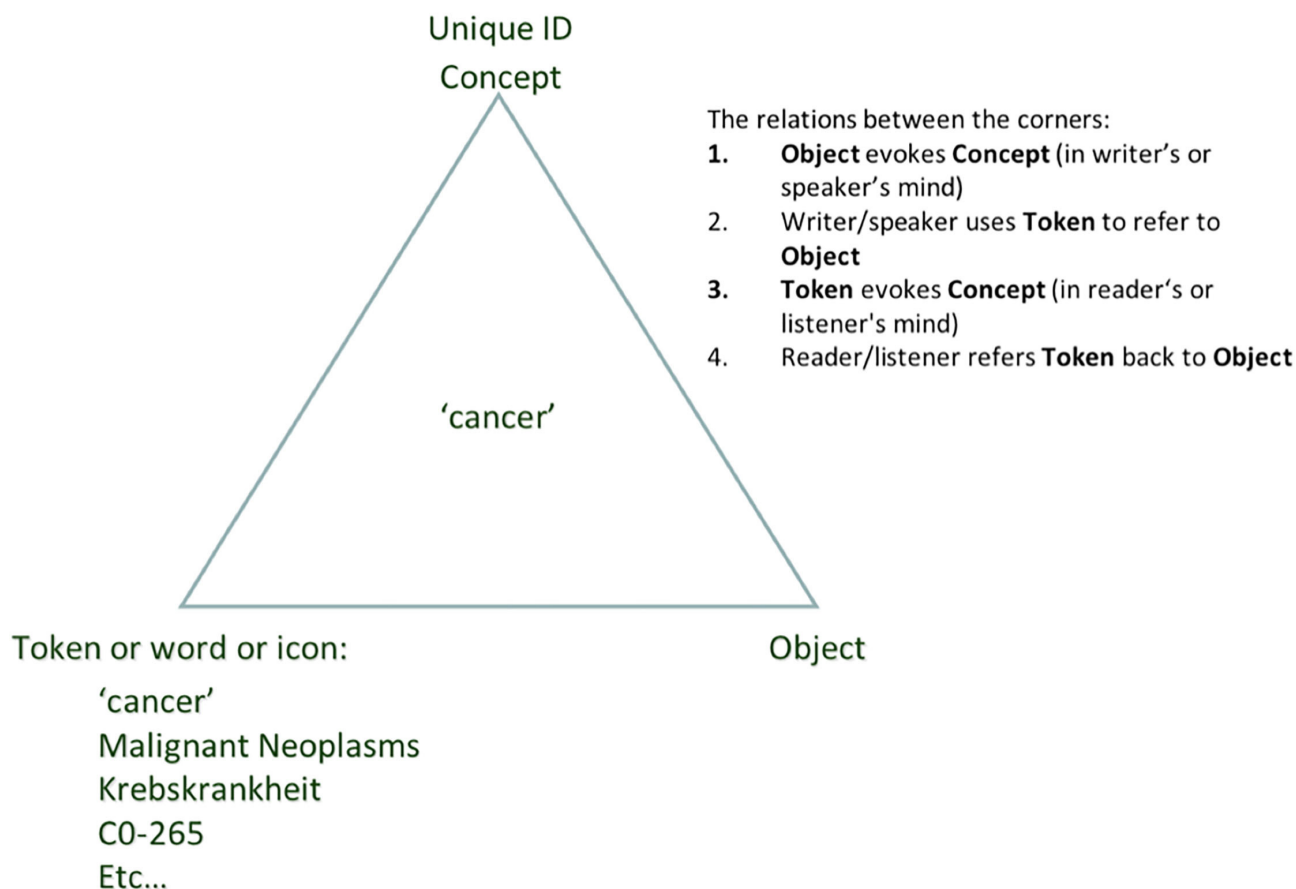 Unique ID
Concept
The relations between the corners:
1. Object evokes Concept (in writer’s or
speaker’s mind)
2. Writer/speaker uses Token to refer to
Object
3. Token evokes Concept (in reader‘s or
listener's mind)
4. Reader/listener refers Token back to Object
‘cancer’
Token or word or icon:
Object
‘cancer’
Malignant Neoplasms
Krebskrankheit
C0-265
Etc...